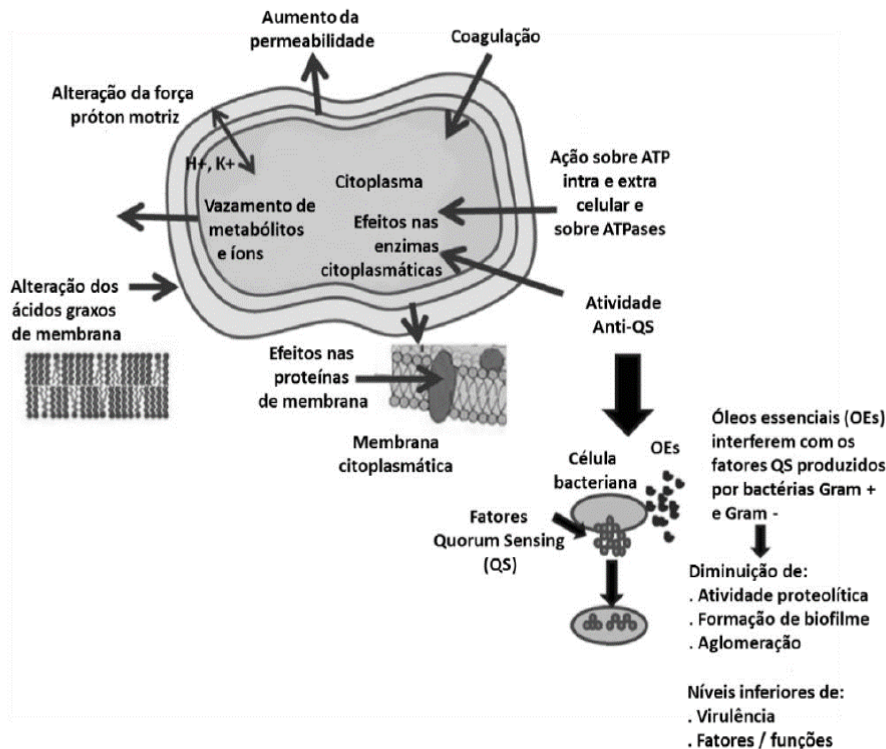 Aumento da
permeabilidade
Coagulação
Alteração da força
próton motriz
H+, K+
Citoplasma
Ação sobre ATP
intra e extra
celular e
sobre ATPases
Vazamento de
metabólitos
e íons
Efeitos nas
enzimas
citoplasmáticas
Alteração dos
ácidos graxos
de membrana
Atividade
Anti-QS
Efeitos nas
proteínas
de membrana
Membrana
citoplasmática
Óleos essenciais (OEs)
interferem com os
fatores QS produzidos
por bactérias Gram +
e Gram -
OEs
Célula
bacteriana
Fatores
Quorum Sensing
(QS)
Diminuição de:
. Atividade proteolítica
. Formação de biofilme
. Aglomeração
Níveis inferiores de:
. Virulência
. Fatores / funções